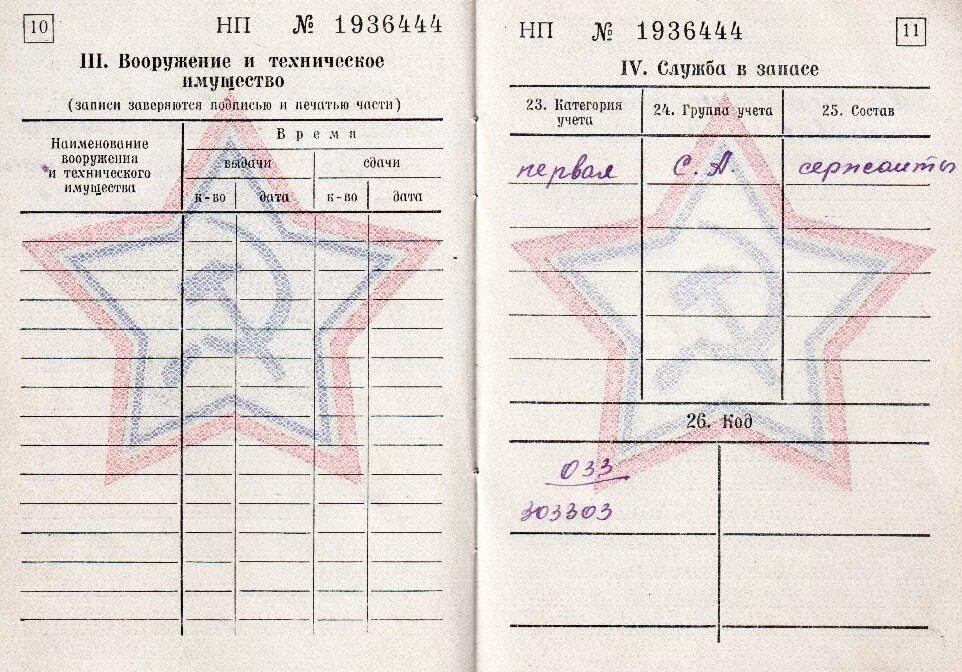 10
НП № 1936444
III. Вооружение и техническое
имущество
(записи заверяются подписью и печатью части)
Наименование
вооружения
и технического
имущества
Время
выдачи
сдачи
к-во
дата
к-во
дата
НП № 1936444
11
IV. Служба в запасе
23. Категория
учета
24. Группа учета
25. Состав
первая
С. А.
сержанты
26. Код
033
303303